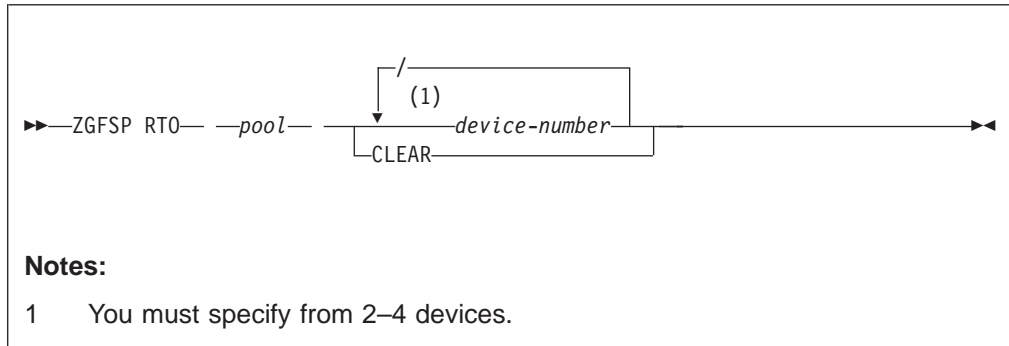 /
(1)
ZGFSP RTO pool device-number
CLEAR
Notes:
1 You must specify from 2–4 devices.